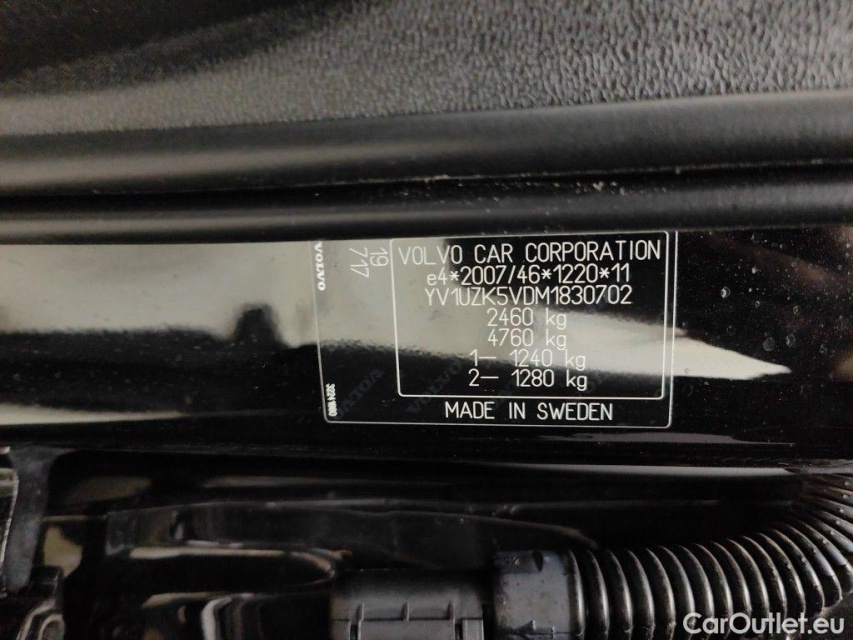 VOLVO CAR CORPORATION
e4*2007/46*1220*11
YV1UZK5VDM1830702
2460 kg
4760 kg
1– 1240 kg
2– 1280 kg
MADE IN SWEDEN
VOLVO
19
717
CarOutlet.eu